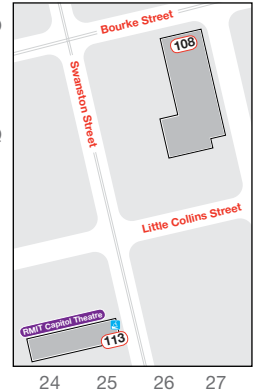 Bourke Street
108
Swanston Street
Little Collins Street
RMIT Capitol Theatre
113
24 25 26 27